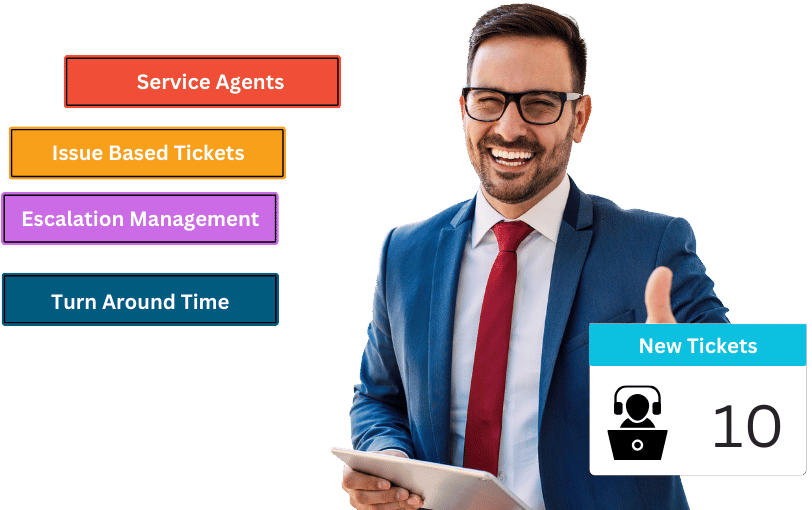 Service Agents
Issue Based Tickets
Escalation Management
Turn Around Time
New Tickets
10